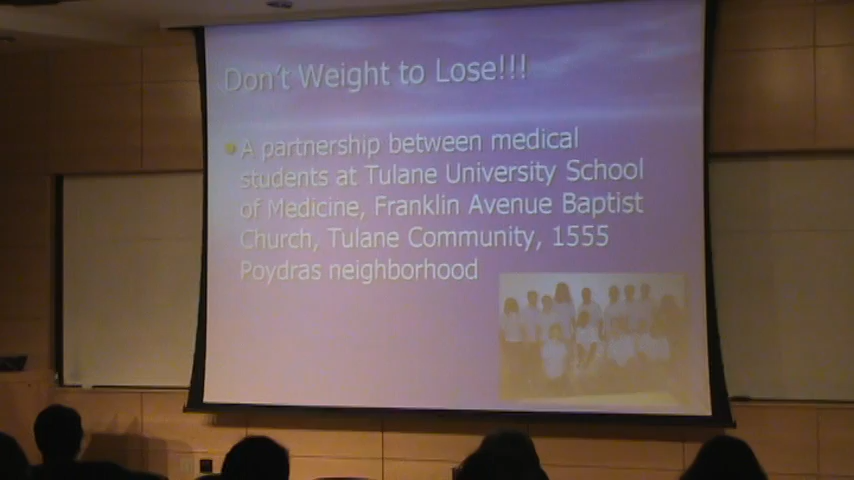 Don't Weight to Lose!!!
A partnership between medical
students at Tulane University School
of Medicine, Franklin Avenue Baptist
Church, Tulane Community, 1555
Poydras neighborhood